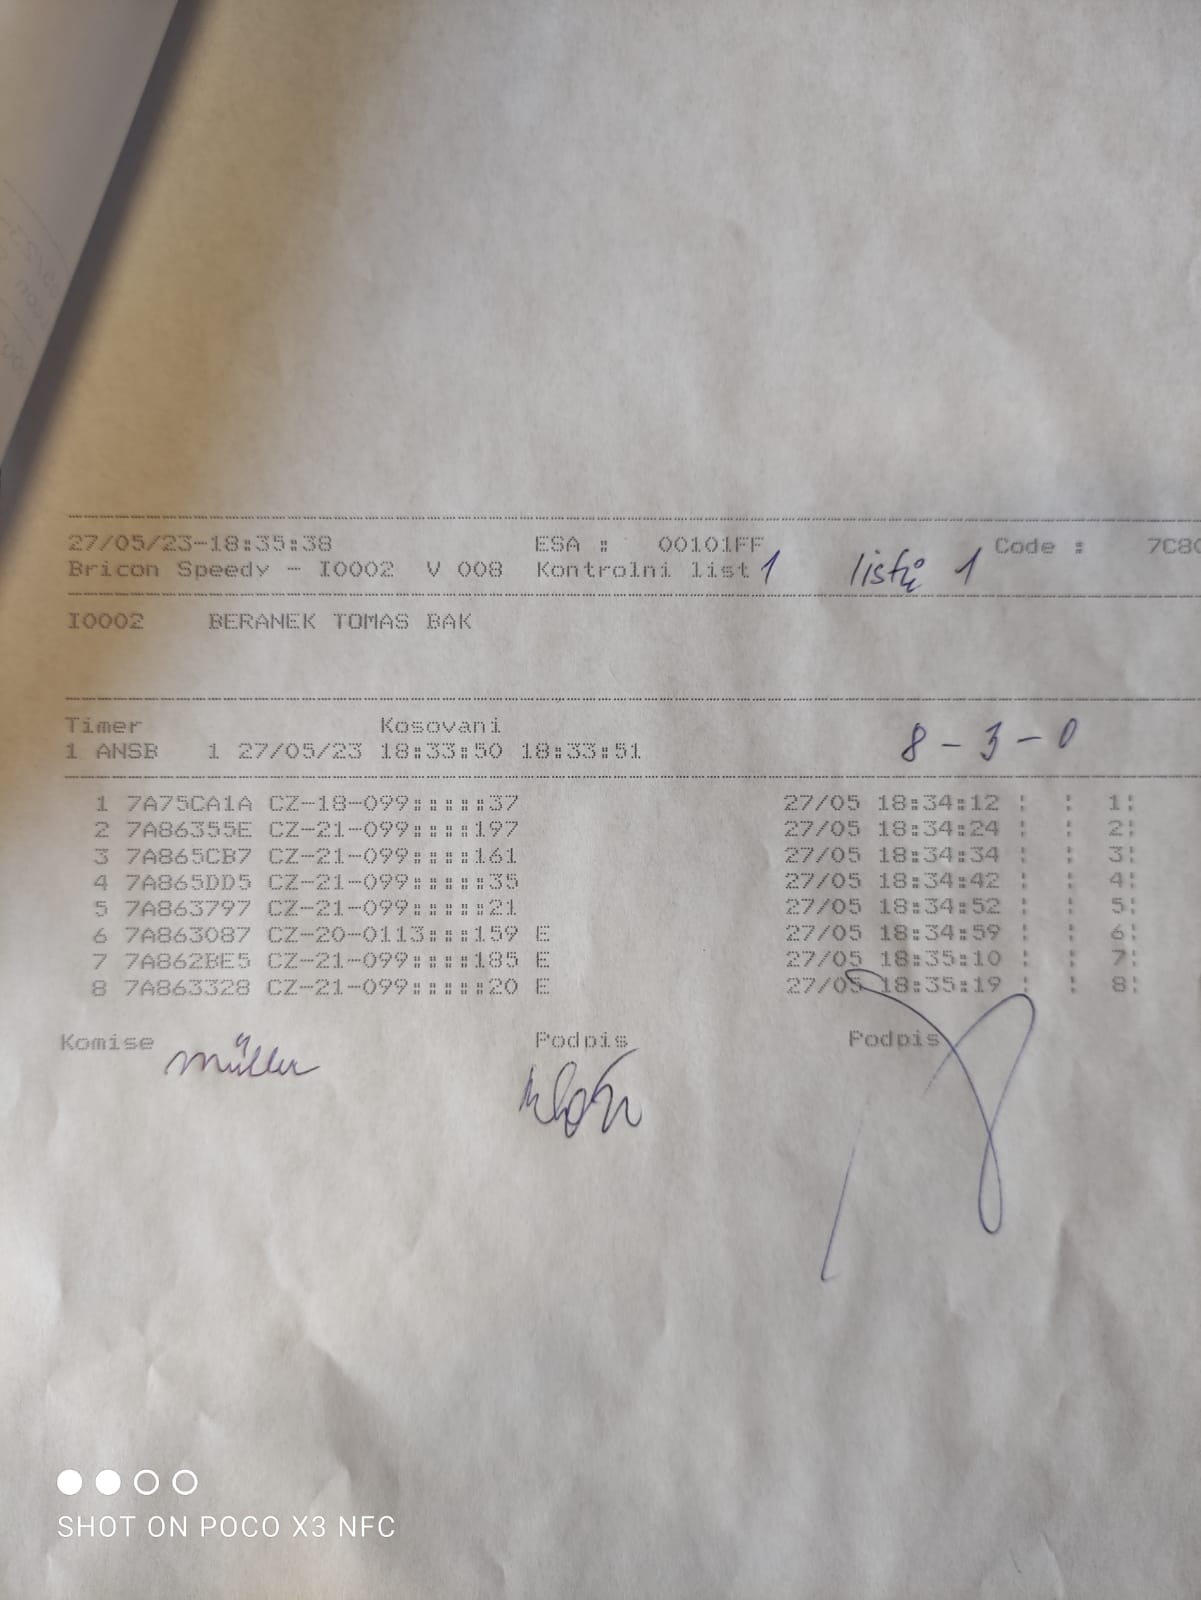 27/05/23-18:35:38 ESA : 00101FF Code : 7C80
Bricon Speedy - I0002 V 008 Kontrolni list 1 listů 1
I0002 BERANEK TOMAS BAK
Timer Kosovani
1 ANSB 1 27/05/23 18:33:50 18:33:51 8-3-0
1 7A75CA1A CZ-18-099:::::37 27/05 18:34:12 : : 1:
2 7A86355E CZ-21-099::::197 27/05 18:34:24 : : 2:
3 7A865CB7 CZ-21-099::::161 27/05 18:34:34 : : 3:
4 7A865DD5 CZ-21-099:::::35 27/05 18:34:42 : : 4:
5 7A863797 CZ-21-099:::::21 27/05 18:34:52 : : 5:
6 7A863087 CZ-20-0113:::159 E 27/05 18:34:59 : : 6:
7 7A862BE5 CZ-21-099::::185 E 27/05 18:35:10 : : 7:
8 7A863328 CZ-21-099:::::20 E 27/05 18:35:19 : : 8:
Komise Müller Podpis Podpis
SHOT ON POCO X3 NFC